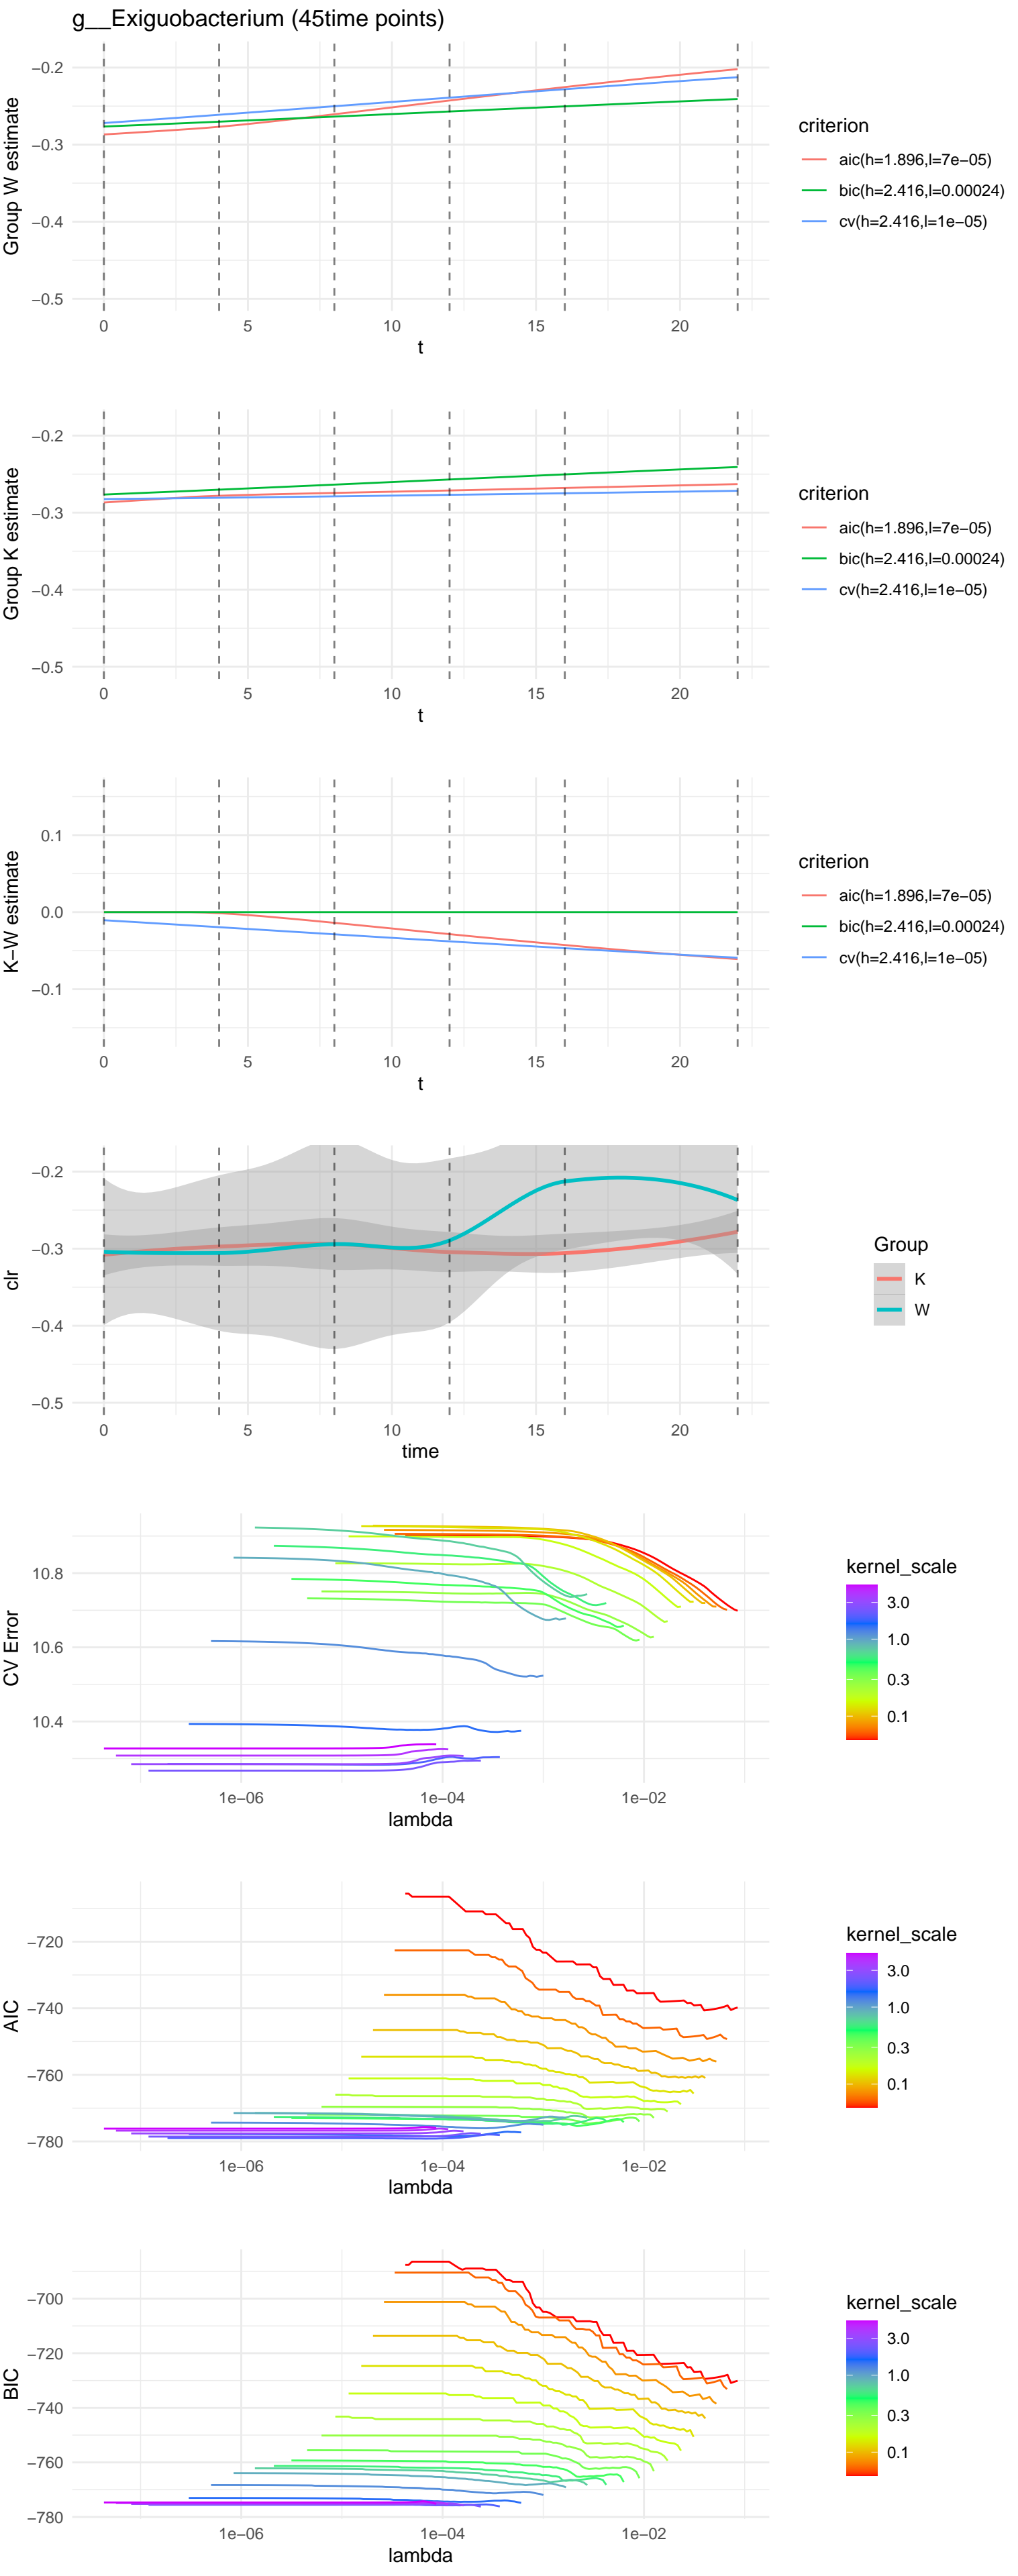 g__Exiguobacterium (45time points)
Group W estimate
−0.2
−0.3
−0.4
−0.5
0 5 10 15 20
t
criterion
aic(h=1.896,l=7e−05)
bic(h=2.416,l=0.00024)
cv(h=2.416,l=1e−05)
Group K estimate
−0.2
−0.3
−0.4
−0.5
0 5 10 15 20
t
criterion
aic(h=1.896,l=7e−05)
bic(h=2.416,l=0.00024)
cv(h=2.416,l=1e−05)
K−W estimate
0.1
0.0
−0.1
0 5 10 15 20
t
criterion
aic(h=1.896,l=7e−05)
bic(h=2.416,l=0.00024)
cv(h=2.416,l=1e−05)
clr
−0.2
−0.3
−0.4
−0.5
0 5 10 15 20
time
Group
K
W
CV Error
10.8
10.6
10.4
1e−06 1e−04 1e−02
lambda
kernel_scale
3.0
1.0
0.3
0.1
AIC
−720
−740
−760
−780
1e−06 1e−04 1e−02
lambda
kernel_scale
3.0
1.0
0.3
0.1
BIC
−700
−720
−740
−760
−780
1e−06 1e−04 1e−02
lambda
kernel_scale
3.0
1.0
0.3
0.1